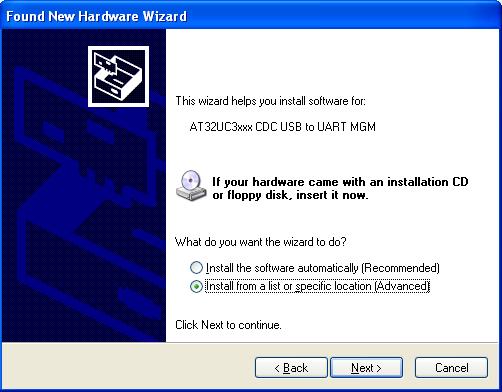 Found New Hardware Wizard
This wizard helps you install software for:
AT32UC3xxx CDC USB to UART MGM
If your hardware came with an installation CD
or floppy disk, insert it now.
What do you want the wizard to do?
Install the software automatically (Recommended)
Install from a list or specific location (Advanced)
Click Next to continue.
< Back
Next >
Cancel